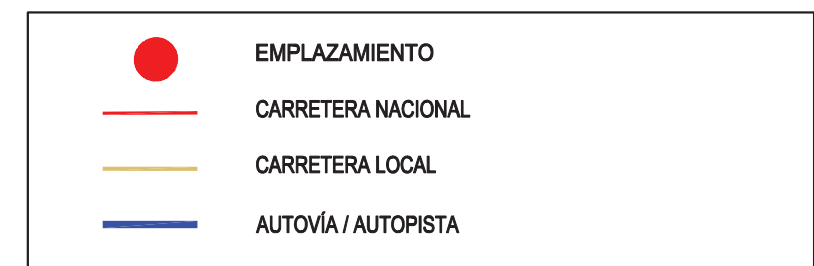 EMPLAZAMIENTO
CARRETERA NACIONAL
CARRETERA LOCAL
AUTOVÍA / AUTOPISTA